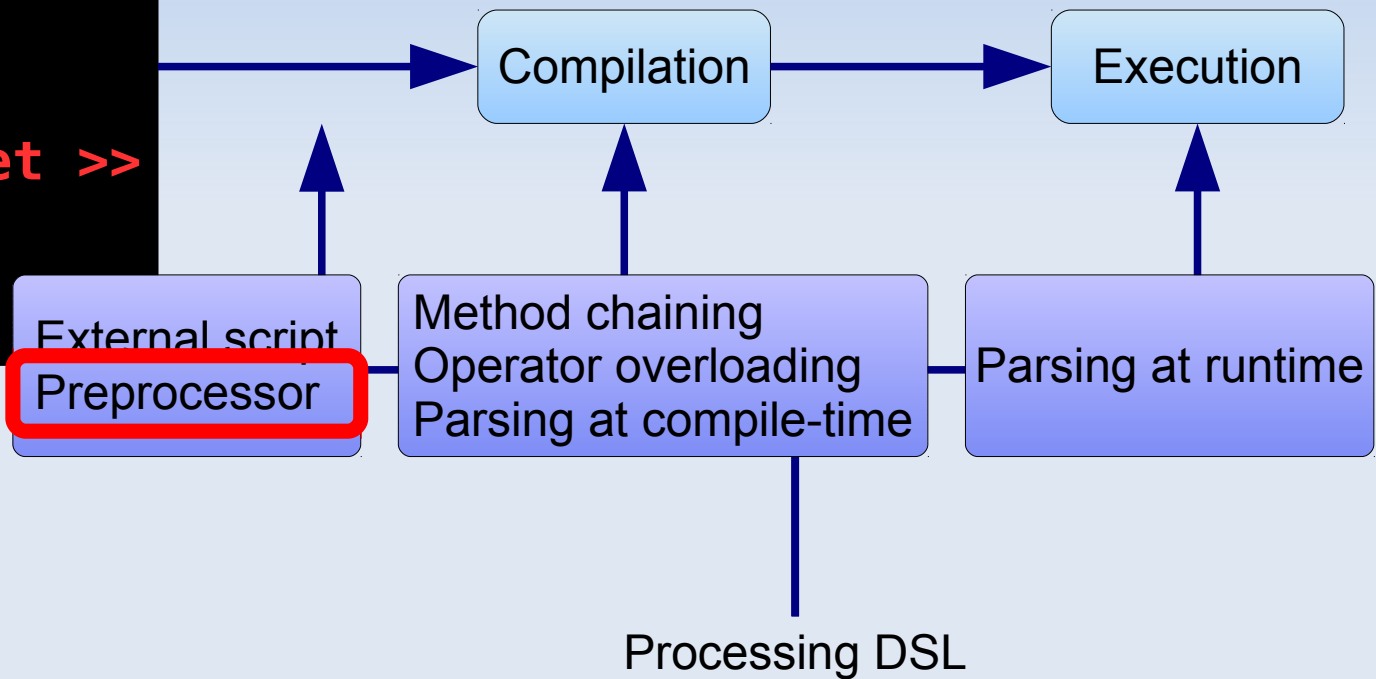 Compilation
Execution
et >>
External script
Preprocessor
Method chaining
Operator overloading
Parsing at compile-time
Parsing at runtime
Processing DSL